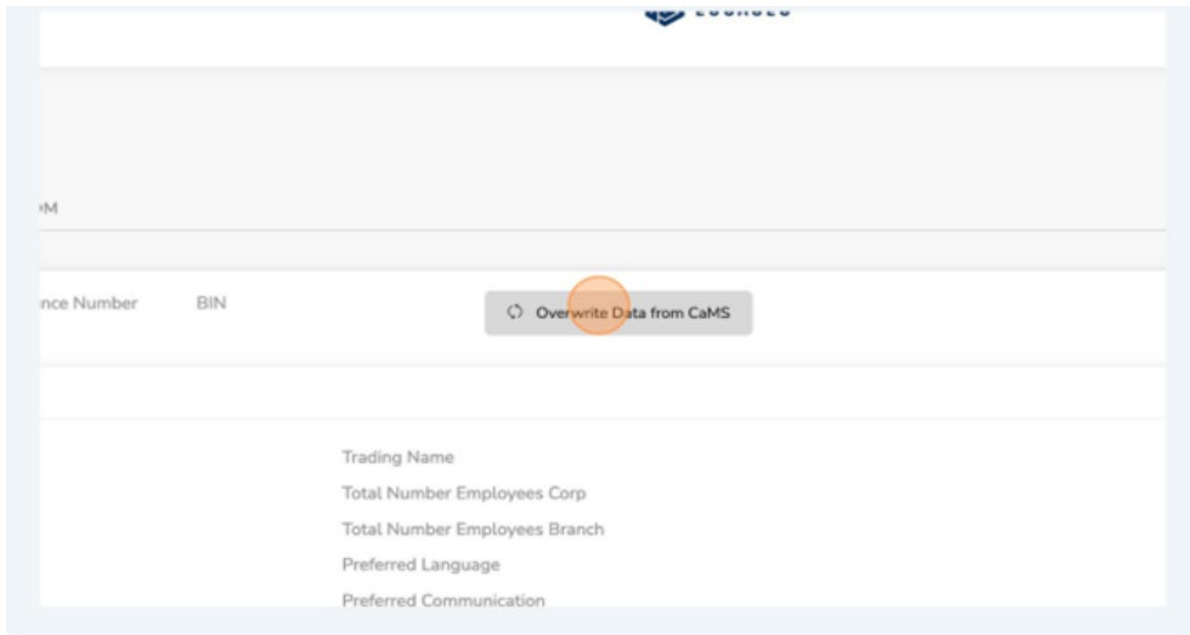 nce Number BIN
Overwrite Data from CaMS
Trading Name
Total Number Employees Corp
Total Number Employees Branch
Preferred Language
Preferred Communication